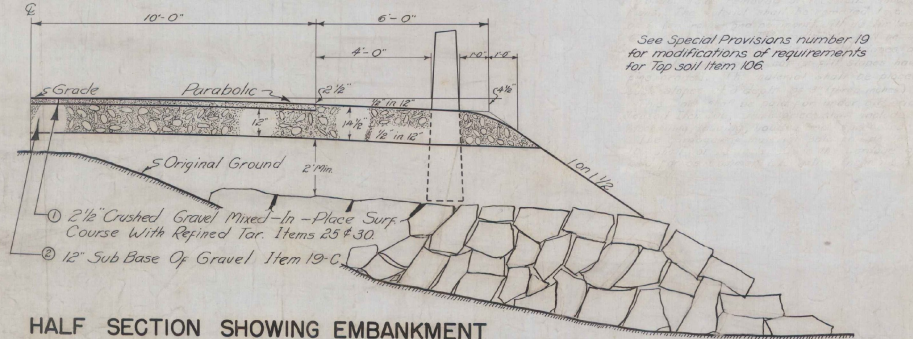 ℄
10'-0"
6'-0"
4'-0"
1'-0"
1'-0"
See Special Provisions number 19
for modifications of requirements
for Top soil Item 106.
Grade
Parabolic
2½"
4½"
½" in 12"
12"
14½"
½" in 12"
Original Ground
2' Min.
1 on 1½
① 2½" Crushed Gravel Mixed-In-Place Surf.
Course With Refined Tar. Items 25 & 30.
② 12" Sub Base Of Gravel Item 19-C
HALF SECTION SHOWING EMBANKMENT